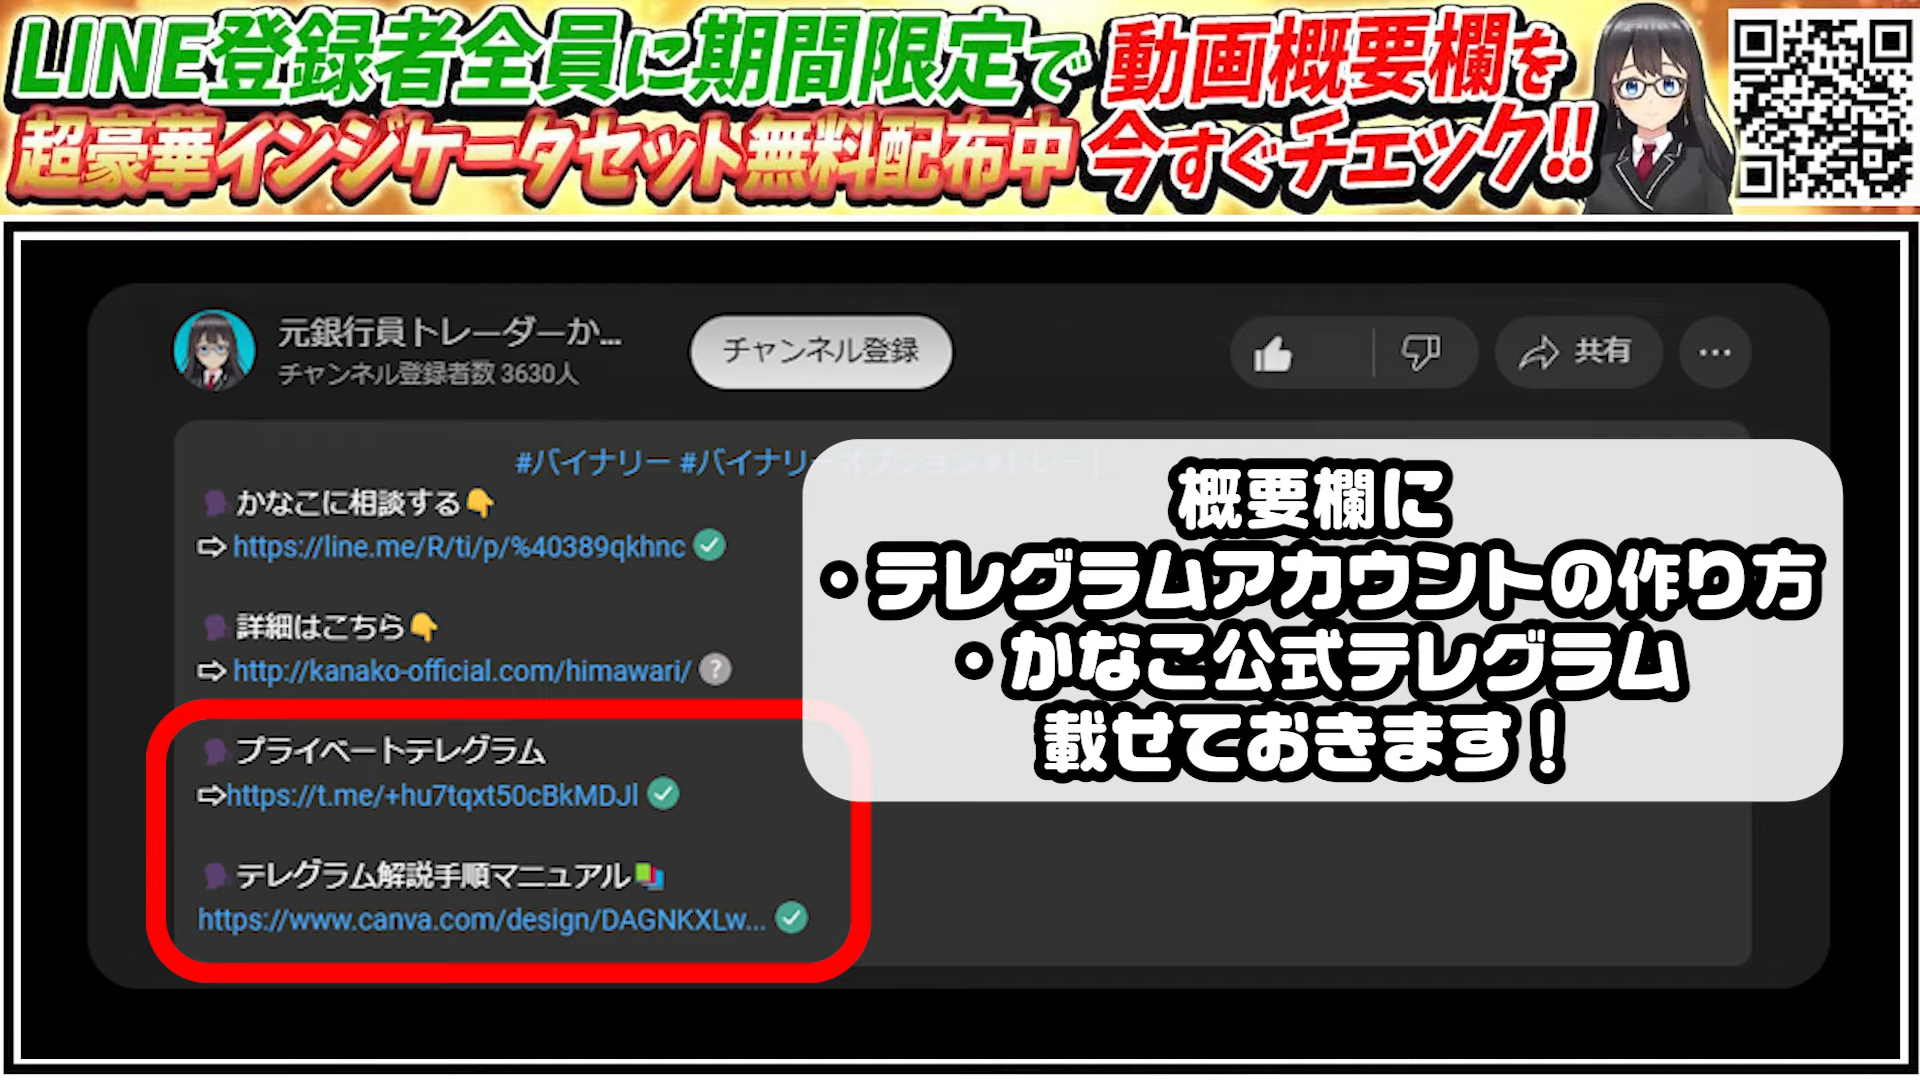 LINE登録者全員に期間限定で
超豪華インジケータセット無料配布中
動画概要欄を
今すぐチェック!!
元銀行員トレーダーか...
チャンネル登録者数 3630人
チャンネル登録
共有
#バイナリー #バイナリーオプション #トレード
かなこに相談する
https://line.me/R/ti/p/%40389qkhnc
詳細はこちら
http://kanako-official.com/himawari/
プライベートテレグラム
https://t.me/+hu7tqxt50cBkMDJl
テレグラム解説手順マニュアル
https://www.canva.com/design/DAGNKXLw...
概要欄に
・テレグラムアカウントの作り方
・かなこ公式テレグラム
載せておきます！